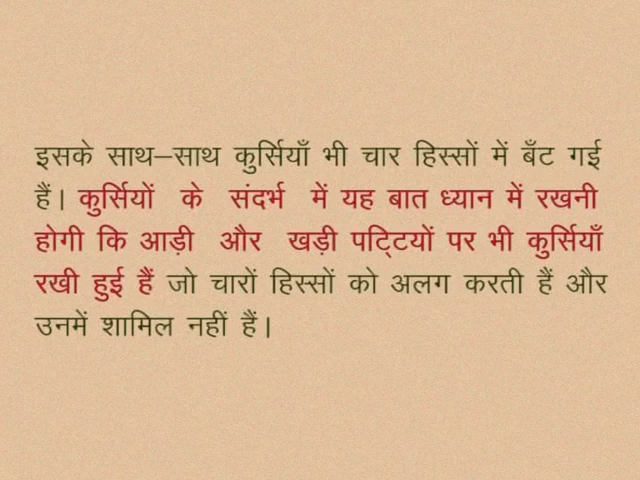 इसके साथ–साथ कुर्सियाँ भी चार हिस्सों में बँट गई
हैं। कुर्सियों के संदर्भ में यह बात ध्यान में रखनी
होगी कि आड़ी और खड़ी पट्टियों पर भी कुर्सियाँ
रखी हुई हैं जो चारों हिस्सों को अलग करती हैं और
उनमें शामिल नहीं हैं।